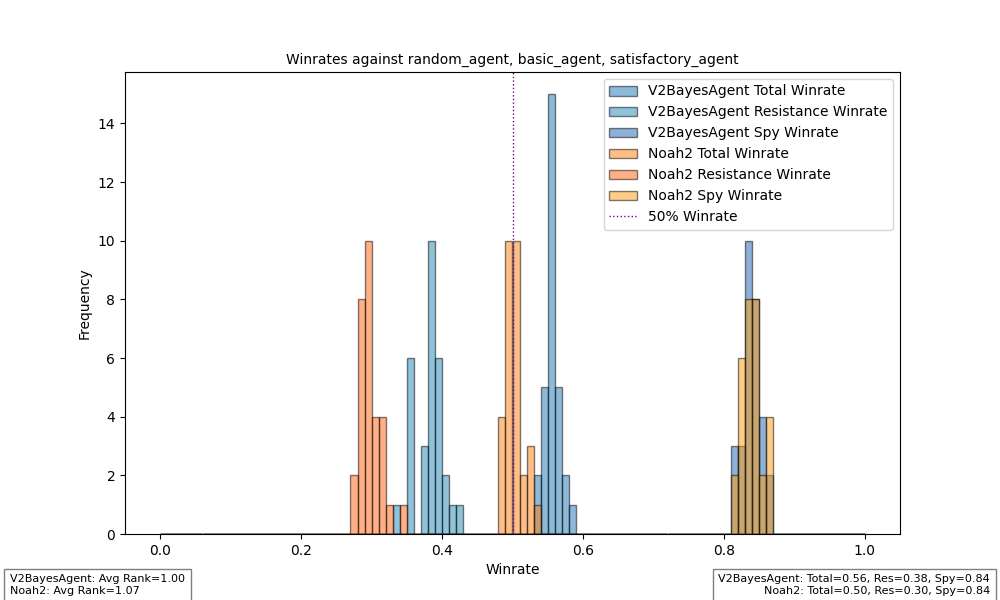 Winrates against random_agent, basic_agent, satisfactory_agent
V2BayesAgent Total Winrate
V2BayesAgent Resistance Winrate
V2BayesAgent Spy Winrate
Noah2 Total Winrate
Noah2 Resistance Winrate
Noah2 Spy Winrate
50% Winrate
Frequency
14
12
10
8
6
4
2
0
0.0 0.2 0.4 0.6 0.8 1.0
Winrate
V2BayesAgent: Avg Rank=1.00
Noah2: Avg Rank=1.07
V2BayesAgent: Total=0.56, Res=0.38, Spy=0.84
Noah2: Total=0.50, Res=0.30, Spy=0.84